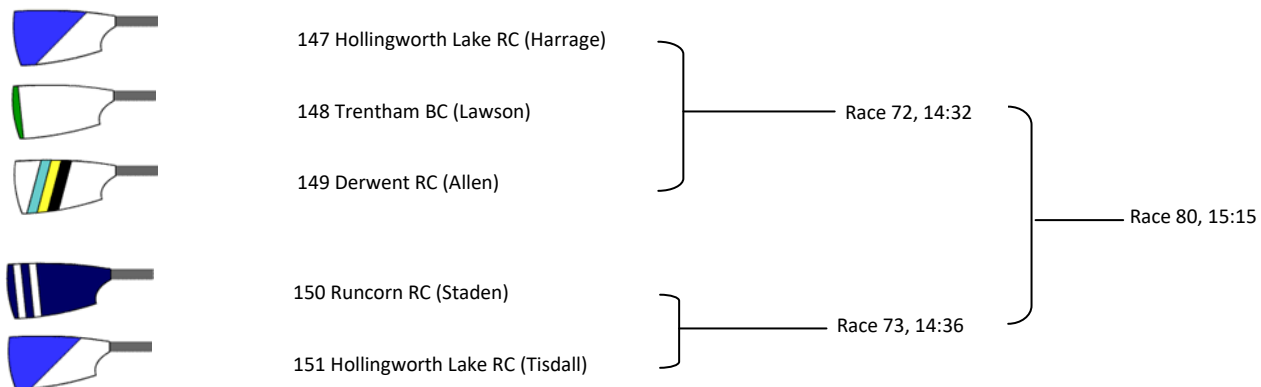 147 Hollingworth Lake RC (Harrage)
148 Trentham BC (Lawson)
Race 72, 14:32
149 Derwent RC (Allen)
Race 80, 15:15
150 Runcorn RC (Staden)
Race 73, 14:36
151 Hollingworth Lake RC (Tisdall)